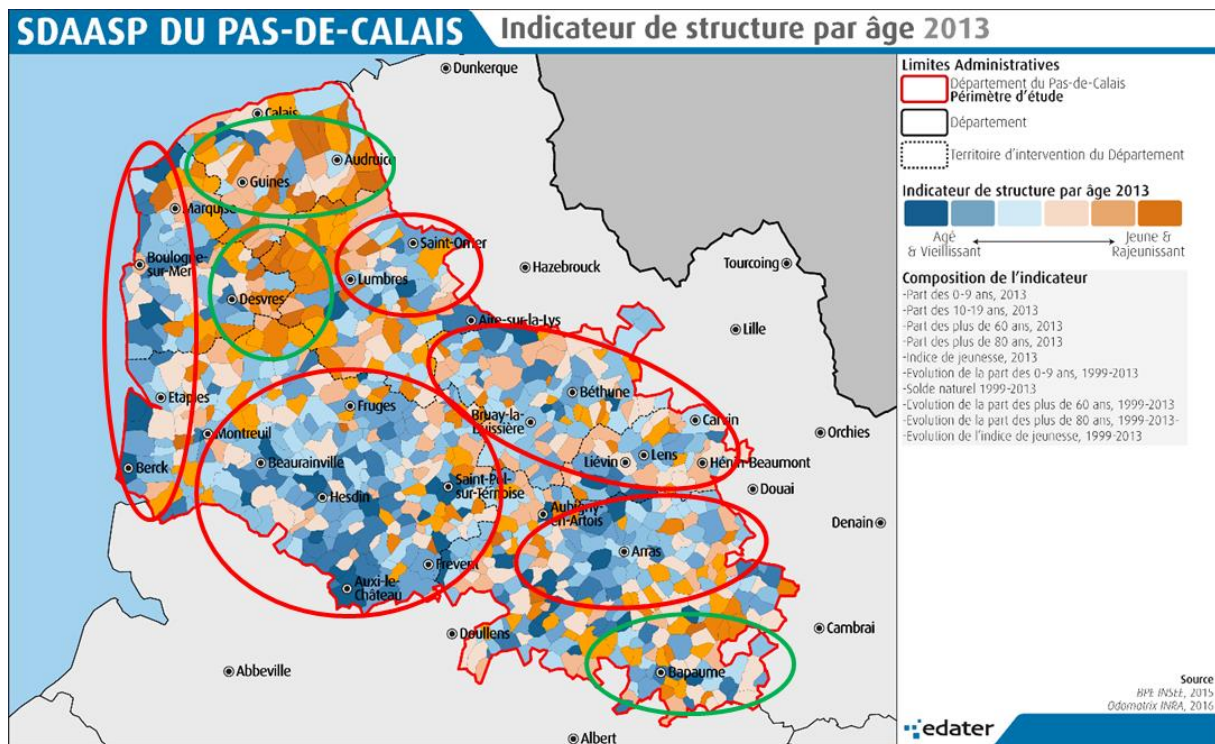 SDAASP DU PAS-DE-CALAIS
Indicateur de structure par âge 2013
Dunkerque
Calais
Audruicq
Guines
Marquise
Saint-Omer
Boulogne-
sur-Mer
Lumbres
Hazebrouck
Tourcoing
Desvres
Aire-sur-la-Lys
Lille
Etaples
Fruges
Béthune
Bruay-la-
Buissière
Carvin
Montreuil
Orchies
Berck
Beaurainville
Liévin
Lens
Hénin-Beaumont
Hesdin
Saint-Pol-
sur-Ternoise
Douai
Aubigny-
en-Artois
Denain
Arras
Frévent
Auxi-le-
Château
Doullens
Cambrai
Abbeville
Bapaume
Albert
Limites Administratives
Département du Pas-de-Calais
Périmètre d'étude
Département
Territoire d'intervention du Département
Indicateur de structure par âge 2013
Agé
& Vieillissant
Jeune &
Rajeunissant
Composition de l'indicateur
-Part des 0-9 ans, 2013
-Part des 10-19 ans, 2013
-Part des plus de 60 ans, 2013
-Part des plus de 80 ans, 2013
-Indice de jeunesse, 2013
-Evolution de la part des 0-9 ans, 1999-2013
-Solde naturel 1999-2013
-Evolution de la part des plus de 60 ans, 1999-2013
-Evolution de la part des plus de 80 ans, 1999-2013-
-Evolution de l'indice de jeunesse, 1999-2013
Source
BPE INSEE, 2015
Odomatrix INRA, 2016
edater